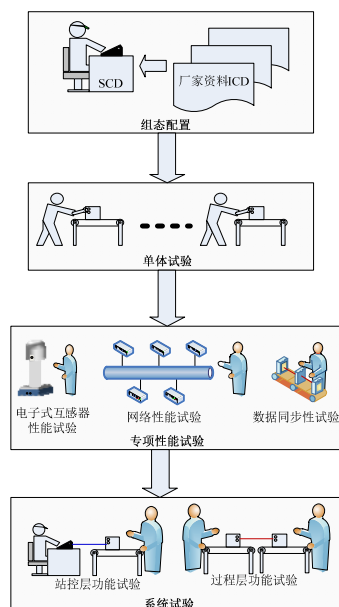 SCD
厂家资料ICD
组态配置
单体试验
电子式互感器
性能试验
网络性能试验
数据同步性试验
专项性能试验
站控层功能试验
过程层功能试验
系统试验